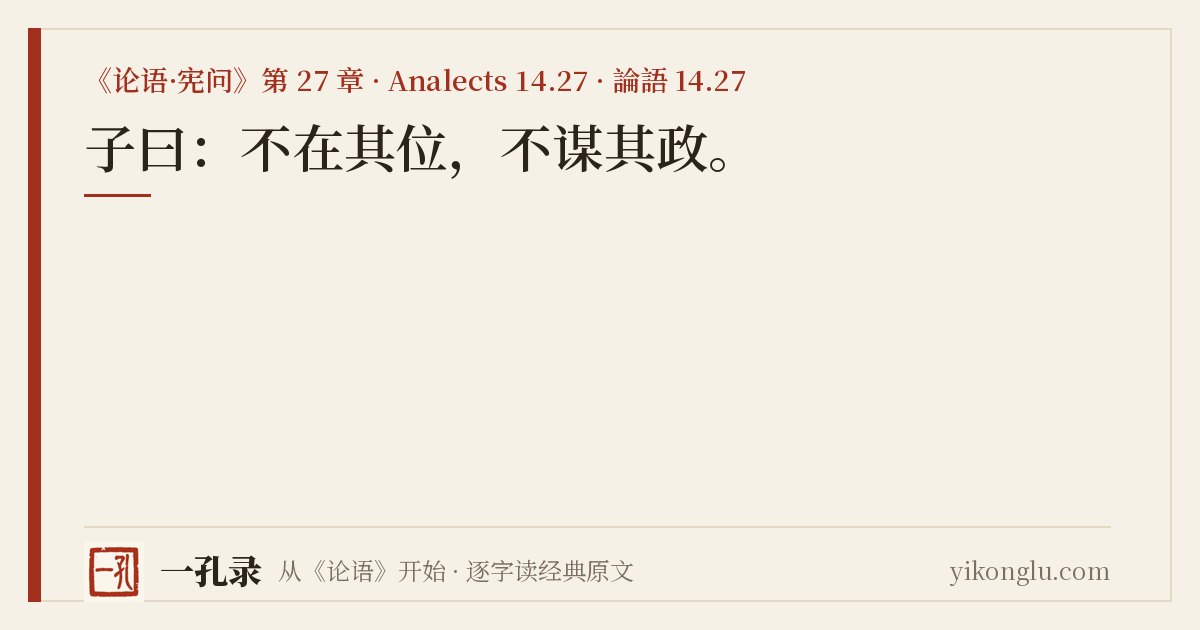 《论语·宪问》第 27 章 · Analects 14.27 · 論語 14.27
子曰：不在其位，不谋其政。
一孔
一孔录 从《论语》开始 · 逐字读经典原文 yikonglu.com